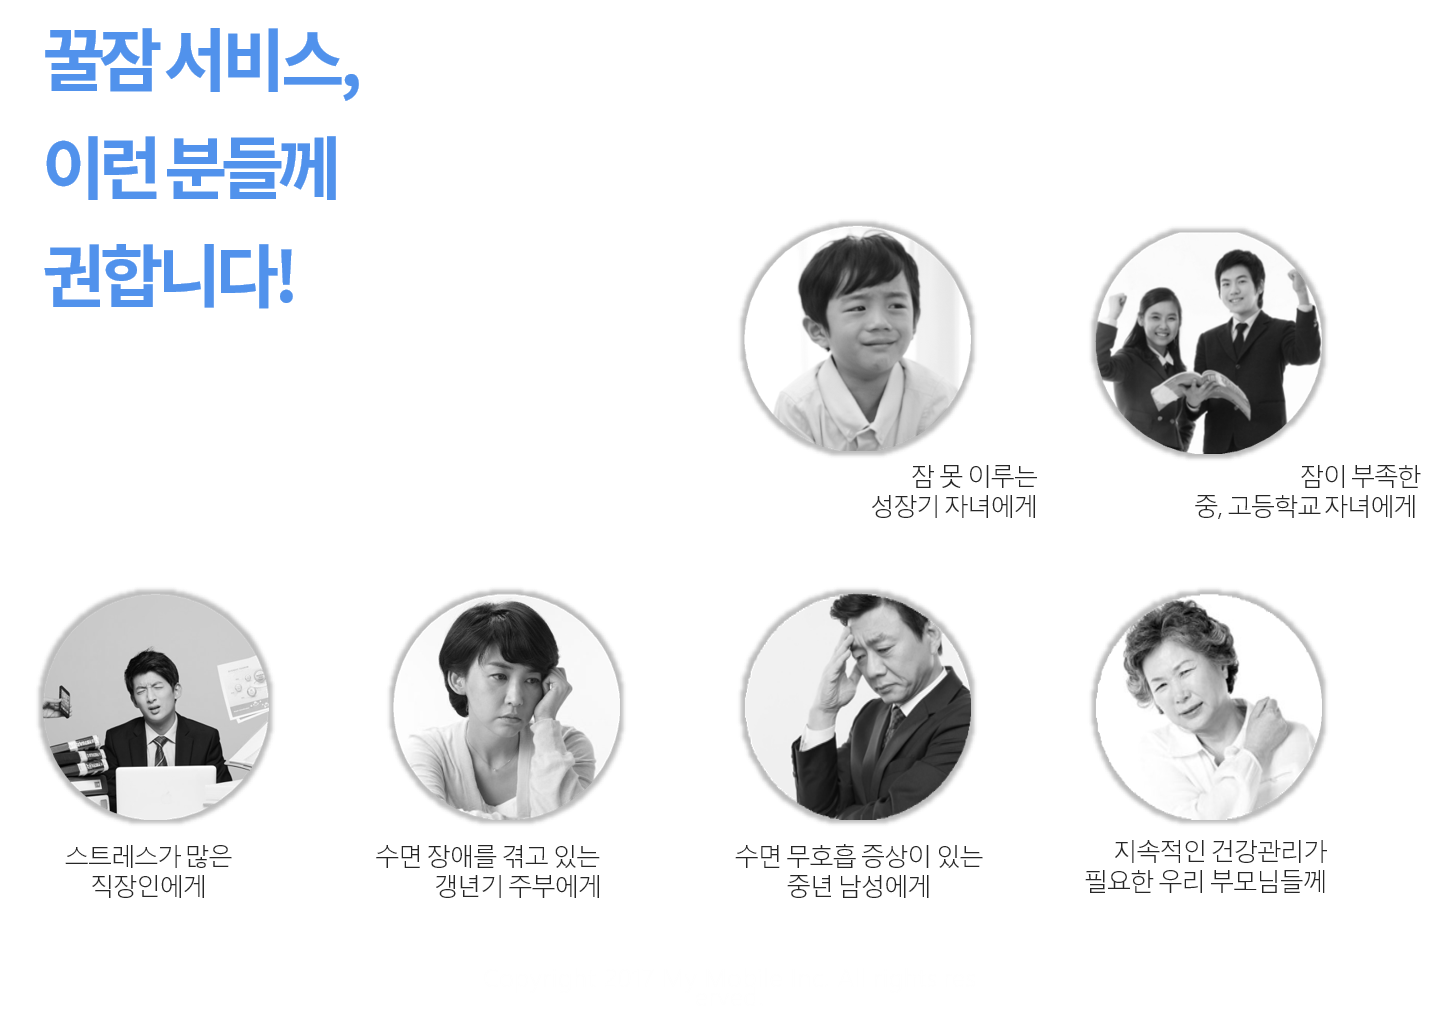 꿀잠 서비스,
이런 분들께
권합니다!
잠 못 이루는
성장기 자녀에게
잠이 부족한
중, 고등학교 자녀에게
스트레스가 많은
직장인에게
수면 장애를 겪고 있는
갱년기 주부에게
수면 무호흡 증상이 있는
중년 남성에게
지속적인 건강관리가
필요한 우리 부모님들께